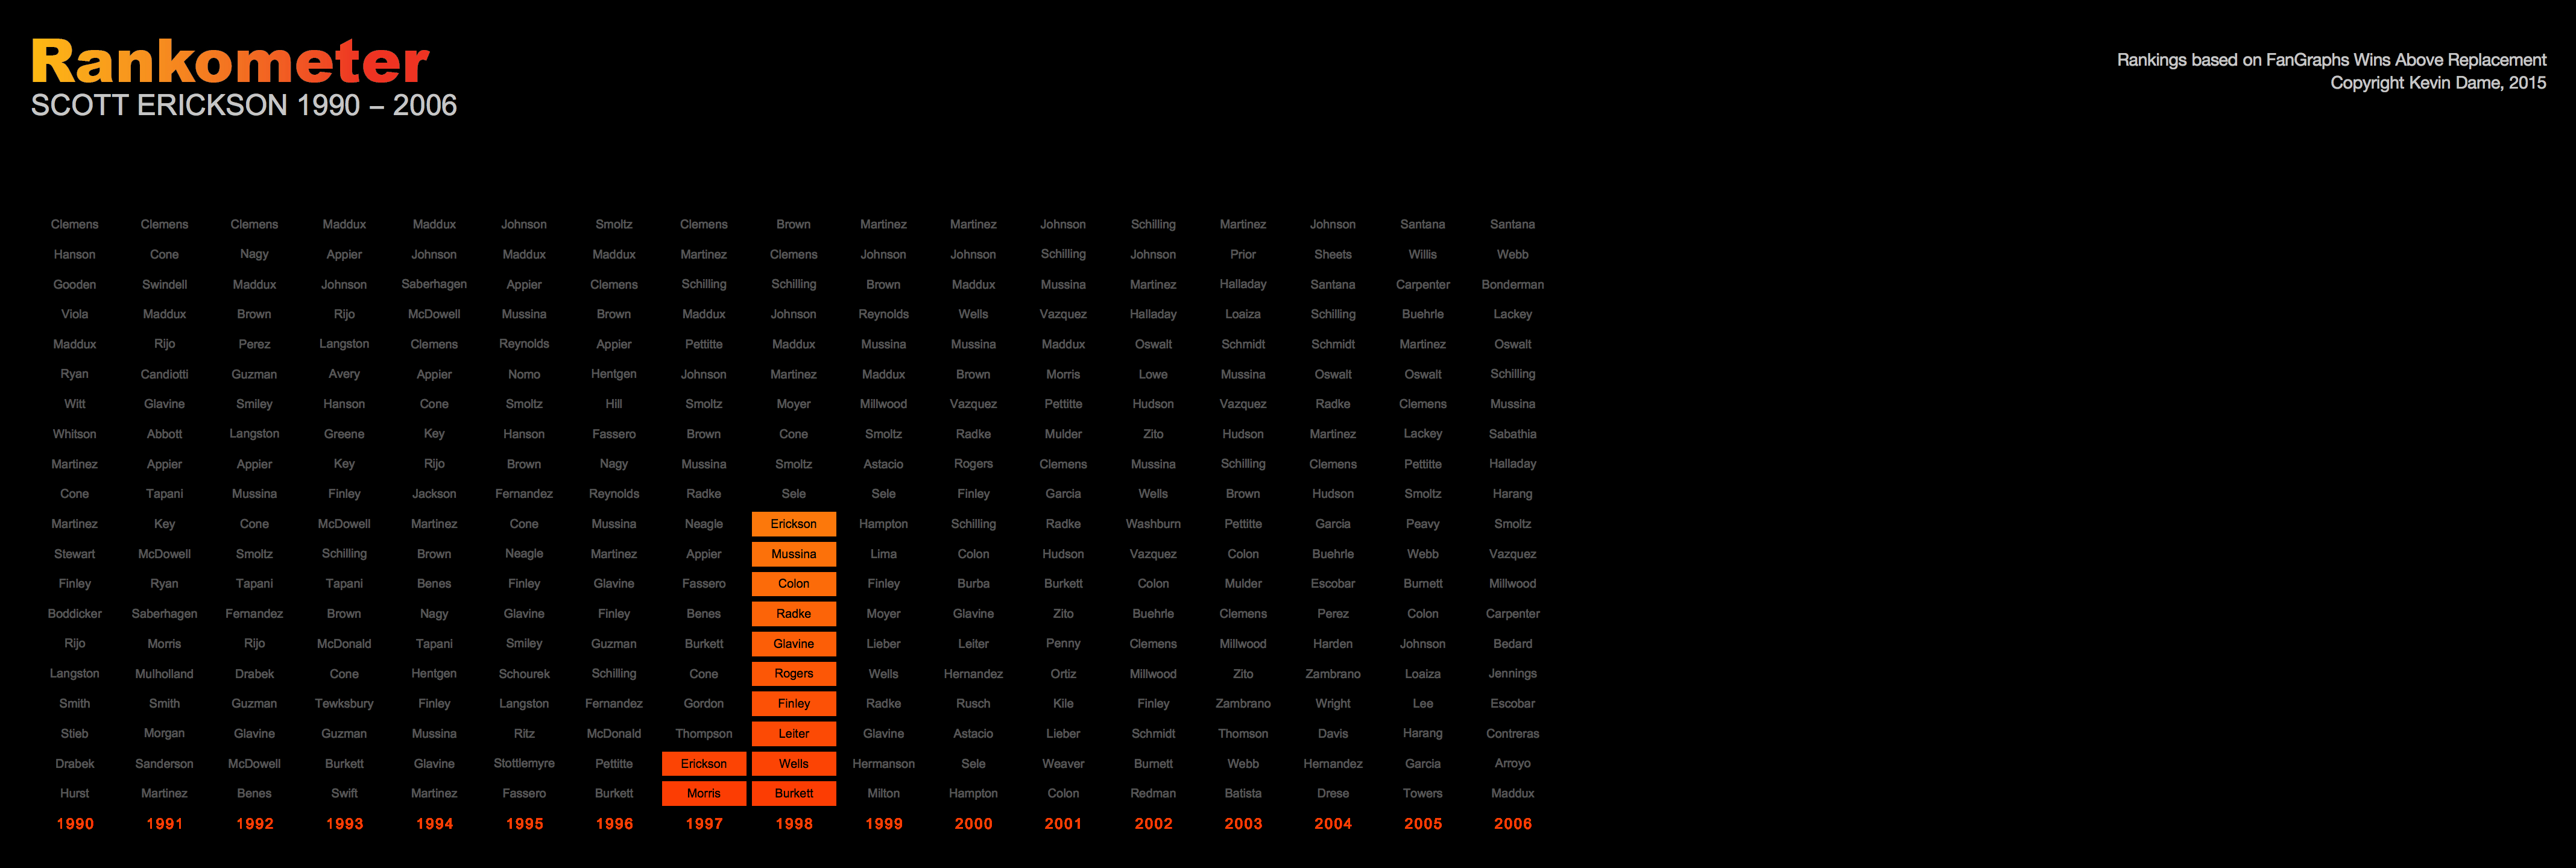 Rankometer
SCOTT ERICKSON 1990 – 2006
Rankings based on FanGraphs Wins Above Replacement
Copyright Kevin Dame, 2015
Clemens Clemens Clemens Maddux Maddux Johnson Smoltz Clemens Brown Martinez Martinez Johnson Schilling Martinez Johnson Santana Santana
Hanson Cone Nagy Appier Johnson Maddux Maddux Martinez Clemens Johnson Johnson Schilling Johnson Prior Sheets Willis Webb
Gooden Swindell Maddux Johnson Saberhagen Appier Clemens Schilling Schilling Brown Maddux Mussina Martinez Halladay Santana Carpenter Bonderman
Viola Maddux Brown Rijo McDowell Mussina Brown Maddux Johnson Reynolds Wells Vazquez Halladay Loaiza Schilling Buehrle Lackey
Maddux Rijo Perez Langston Clemens Reynolds Appier Pettitte Maddux Mussina Mussina Maddux Oswalt Schmidt Schmidt Martinez Oswalt
Ryan Candiotti Guzman Avery Appier Nomo Hentgen Johnson Martinez Maddux Brown Morris Lowe Mussina Oswalt Oswalt Schilling
Witt Glavine Smiley Hanson Cone Smoltz Hill Smoltz Moyer Millwood Vazquez Pettitte Hudson Vazquez Radke Clemens Mussina
Whitson Abbott Langston Greene Key Hanson Fassero Brown Cone Smoltz Radke Mulder Zito Hudson Martinez Lackey Sabathia
Martinez Appier Appier Key Rijo Brown Nagy Mussina Smoltz Astacio Rogers Clemens Mussina Schilling Clemens Pettitte Halladay
Cone Tapani Mussina Finley Jackson Fernandez Reynolds Radke Sele Sele Finley Garcia Wells Brown Hudson Smoltz Harang
Martinez Key Cone McDowell Martinez Cone Mussina Neagle Erickson Hampton Schilling Radke Washburn Pettitte Garcia Peavy Smoltz
Stewart McDowell Smoltz Schilling Brown Neagle Martinez Appier Mussina Lima Colon Hudson Vazquez Colon Buehrle Webb Vazquez
Finley Ryan Tapani Tapani Benes Finley Glavine Fassero Colon Finley Burba Burkett Colon Mulder Escobar Burnett Millwood
Boddicker Saberhagen Fernandez Brown Nagy Glavine Finley Benes Radke Moyer Glavine Zito Buehrle Clemens Perez Colon Carpenter
Rijo Morris Rijo McDonald Tapani Smiley Guzman Burkett Glavine Lieber Leiter Penny Clemens Millwood Harden Johnson Bedard
Langston Mulholland Drabek Cone Hentgen Schourek Schilling Cone Rogers Wells Hernandez Ortiz Millwood Zito Zambrano Loaiza Jennings
Smith Smith Guzman Tewksbury Finley Langston Fernandez Gordon Finley Radke Rusch Kile Finley Zambrano Wright Lee Escobar
Stieb Morgan Glavine Guzman Mussina Ritz McDonald Thompson Leiter Glavine Astacio Lieber Schmidt Thomson Davis Harang Contreras
Drabek Sanderson McDowell Burkett Glavine Stottlemyre Pettitte Erickson Wells Hermanson Sele Weaver Burnett Webb Hernandez Garcia Arroyo
Hurst Martinez Benes Swift Martinez Fassero Burkett Morris Burkett Milton Hampton Colon Redman Batista Drese Towers Maddux
1990 1991 1992 1993 1994 1995 1996 1997 1998 1999 2000 2001 2002 2003 2004 2005 2006